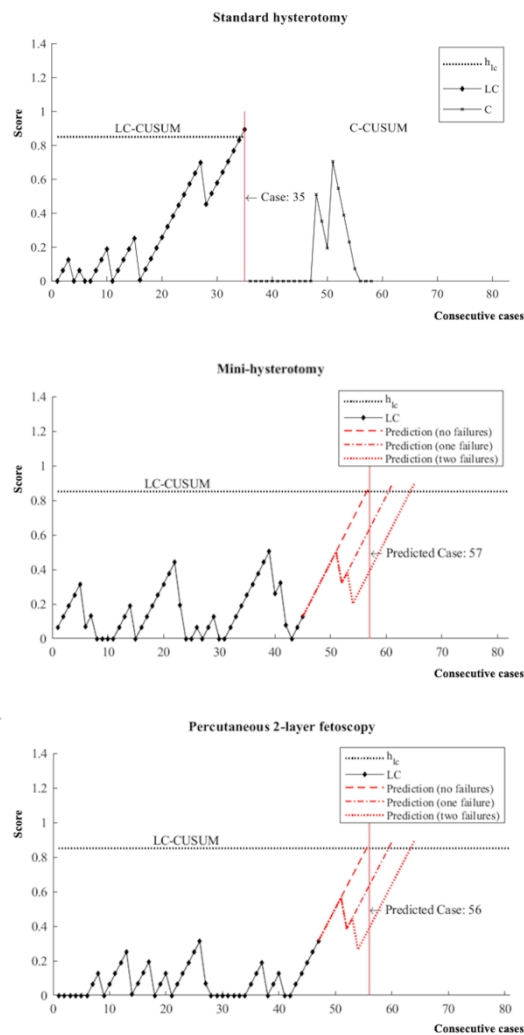 Standard hysterotomy
1.4
1.2
1
0.8
0.6
0.4
0.2
0
Score
h_lc
LC
C
LC-CUSUM
C-CUSUM
← Case: 35
0 10 20 30 40 50 60 70 80
Consecutive cases
Mini-hysterotomy
1.4
1.2
1
0.8
0.6
0.4
0.2
0
Score
h_lc
LC
Prediction (no failures)
Prediction (one failure)
Prediction (two failures)
LC-CUSUM
← Predicted Case: 57
0 10 20 30 40 50 60 70 80
Consecutive cases
Percutaneous 2-layer fetoscopy
1.4
1.2
1
0.8
0.6
0.4
0.2
0
Score
h_lc
LC
Prediction (no failures)
Prediction (one failure)
Prediction (two failures)
LC-CUSUM
← Predicted Case: 56
0 10 20 30 40 50 60 70 80
Consecutive cases